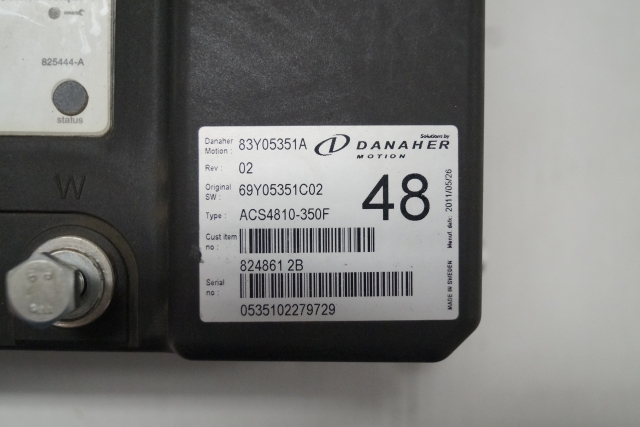 825444-A
status
W
Danaher Motion : 83Y05351A
Solutions by
DANAHER
MOTION
Rev : 02
Original SW : 69Y05351C02
48
Type : ACS4810-350F
Cust item no :
824861 2B
Serial no :
0535102279729
MADE IN SWEDEN Manuf. date: 2011/05/26